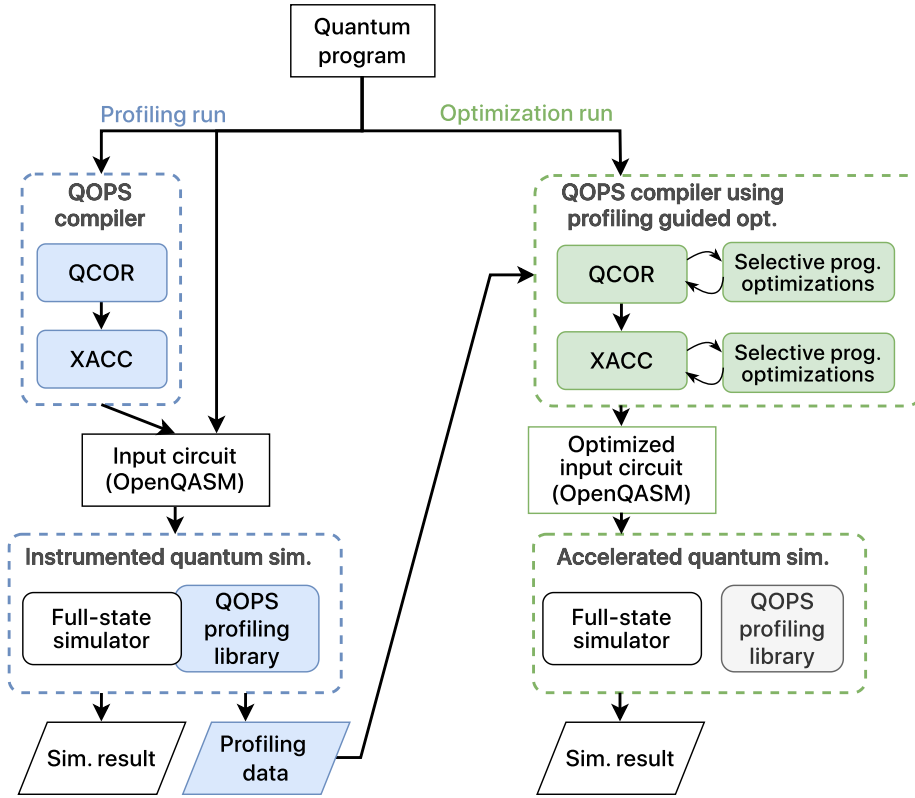 Quantum
program
Profiling run
Optimization run
QOPS
compiler
QCOR
XACC
QOPS compiler using
profiling guided opt.
QCOR
Selective prog.
optimizations
XACC
Selective prog.
optimizations
Input circuit
(OpenQASM)
Optimized
input circuit
(OpenQASM)
Instrumented quantum sim.
Full-state
simulator
QOPS
profiling
library
Accelerated quantum sim.
Full-state
simulator
QOPS
profiling
library
Sim. result
Profiling
data
Sim. result